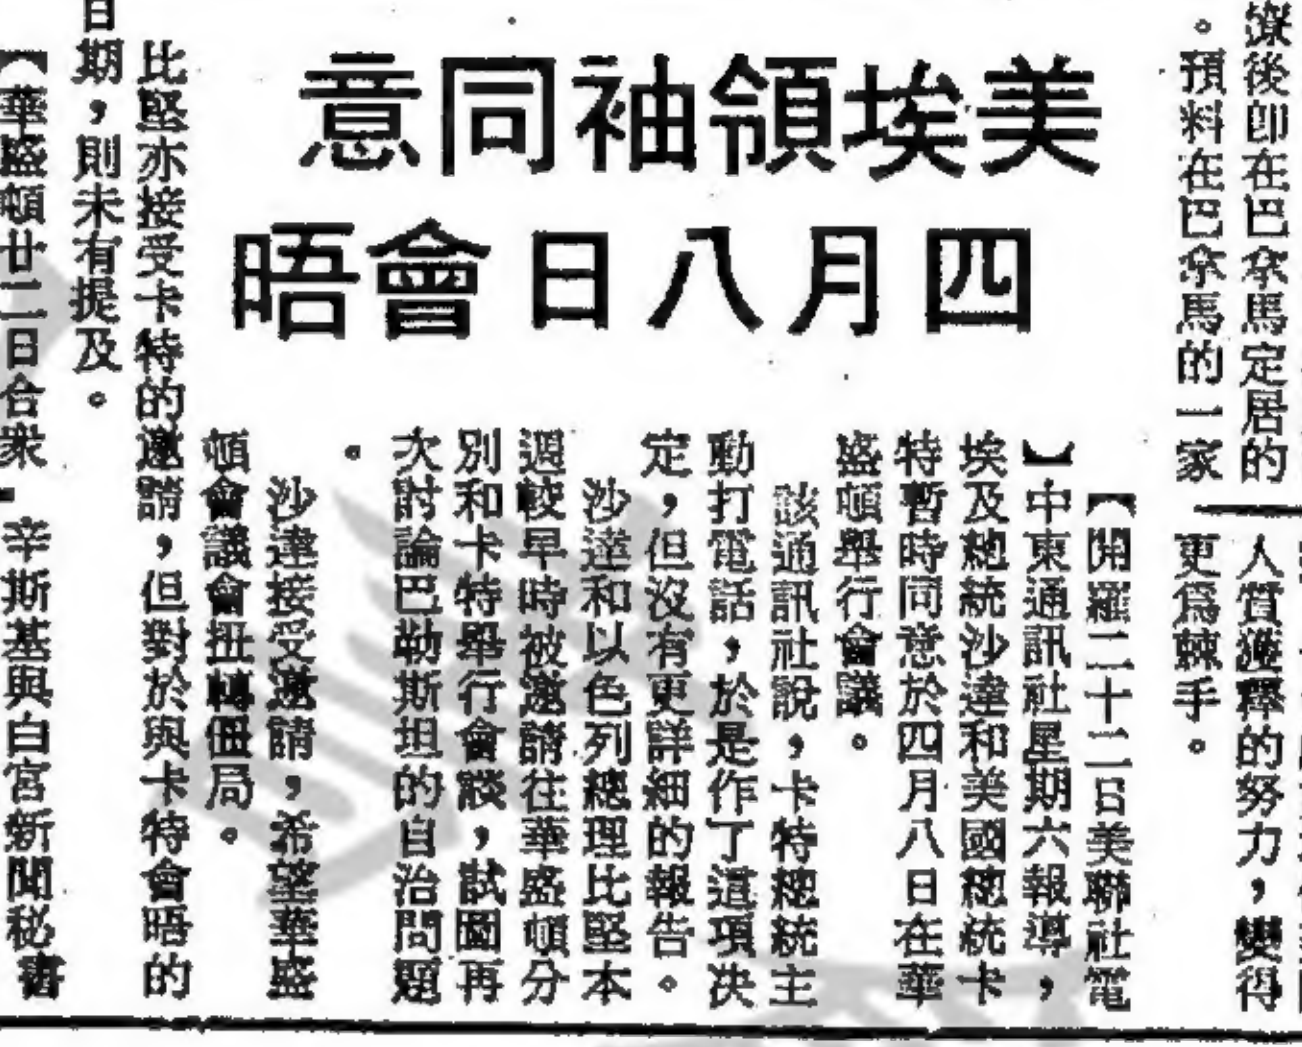 療後卽在巴拿馬定居的
。預料在巴拿馬的一家
人質獲釋的努力，變得
更爲棘手。
美埃領袖同意
四月八日會晤
【開羅二十二日美聯社電
】中東通訊社星期六報導，
埃及總統沙達和美國總統卡
特暫時同意於四月八日在華
盛頓舉行會議。
該通訊社說，卡特總統主
動打電話，於是作了這項決
定，但沒有更詳細的報告。
沙達和以色列總理比堅本
週較早時被邀請往華盛頓分
別和卡特舉行會談，試圖再
次討論巴勒斯坦的自治問題
。
沙達接受邀請，希望華盛
頓會議會扭轉僵局。
比堅亦接受卡特的邀請，但對於與卡特會晤的
日期，則未有提及。
【華盛頓廿二日合衆
辛斯基與白宮新聞秘書